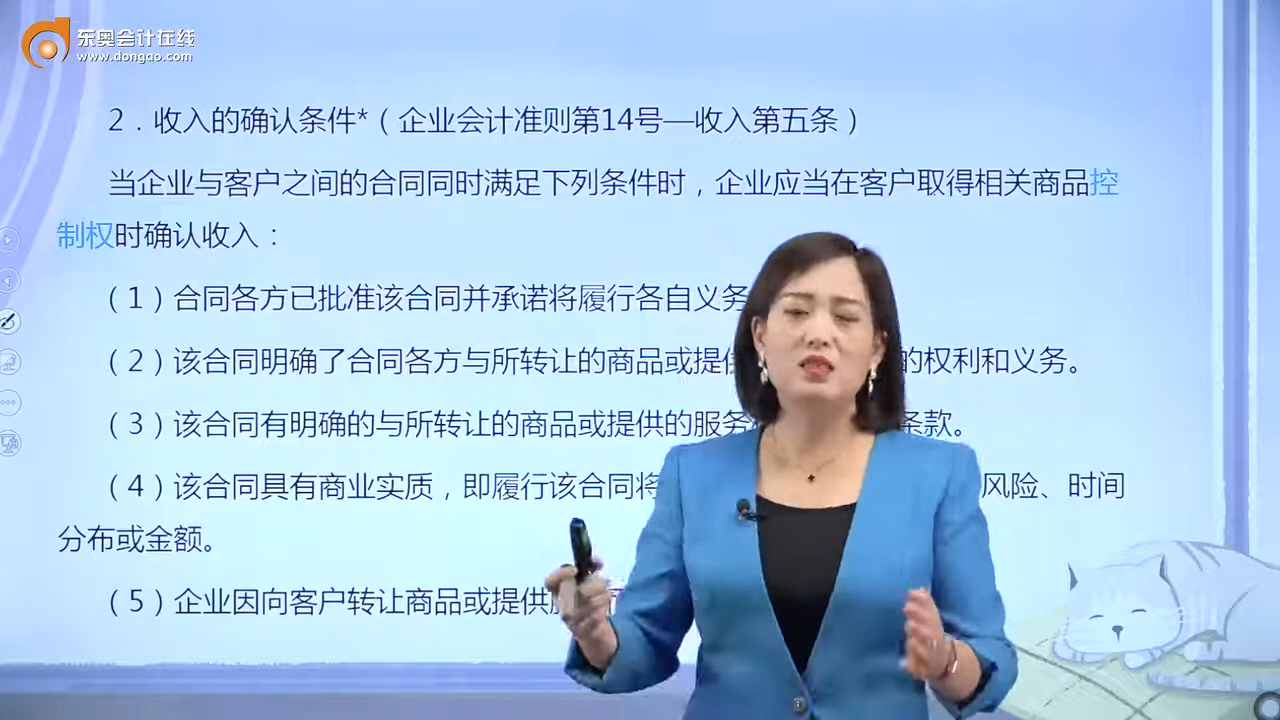 东奥会计在线
www.dongao.com
2．收入的确认条件*（企业会计准则第14号—收入第五条）
当企业与客户之间的合同同时满足下列条件时，企业应当在客户取得相关商品控
制权时确认收入：
（1）合同各方已批准该合同并承诺将履行各自义务
（2）该合同明确了合同各方与所转让的商品或提供 的权利和义务。
（3）该合同有明确的与所转让的商品或提供的服务 条款。
（4）该合同具有商业实质，即履行该合同将 风险、时间
分布或金额。
（5）企业因向客户转让商品或提供